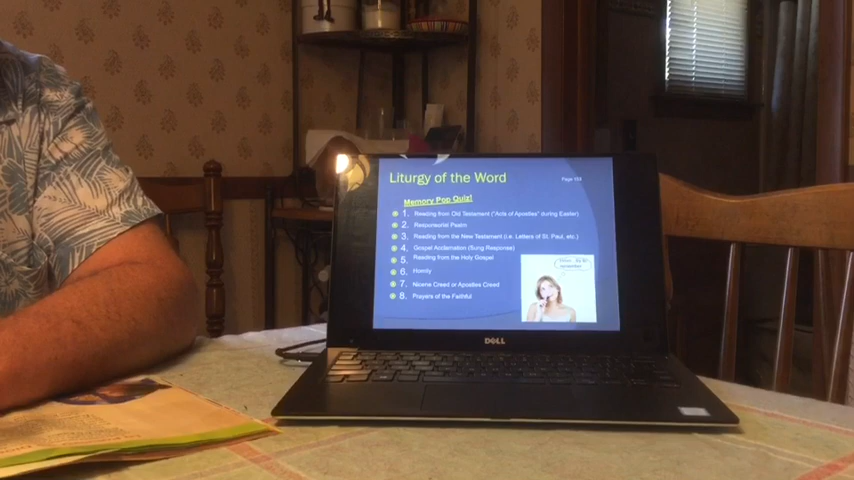 Liturgy of the Word
Memory Pop Quiz!
1. Reading from Old Testament ("Acts of Apostles" during Easter)
2. Responsorial Psalm
3. Reading from the New Testament (i.e. Letters of St. Paul, etc.)
4. Gospel Acclamation (Sung Response)
5. Reading from the Holy Gospel
6. Homily
7. Nicene Creed or Apostles Creed
8. Prayers of the Faithful
remember
DELL